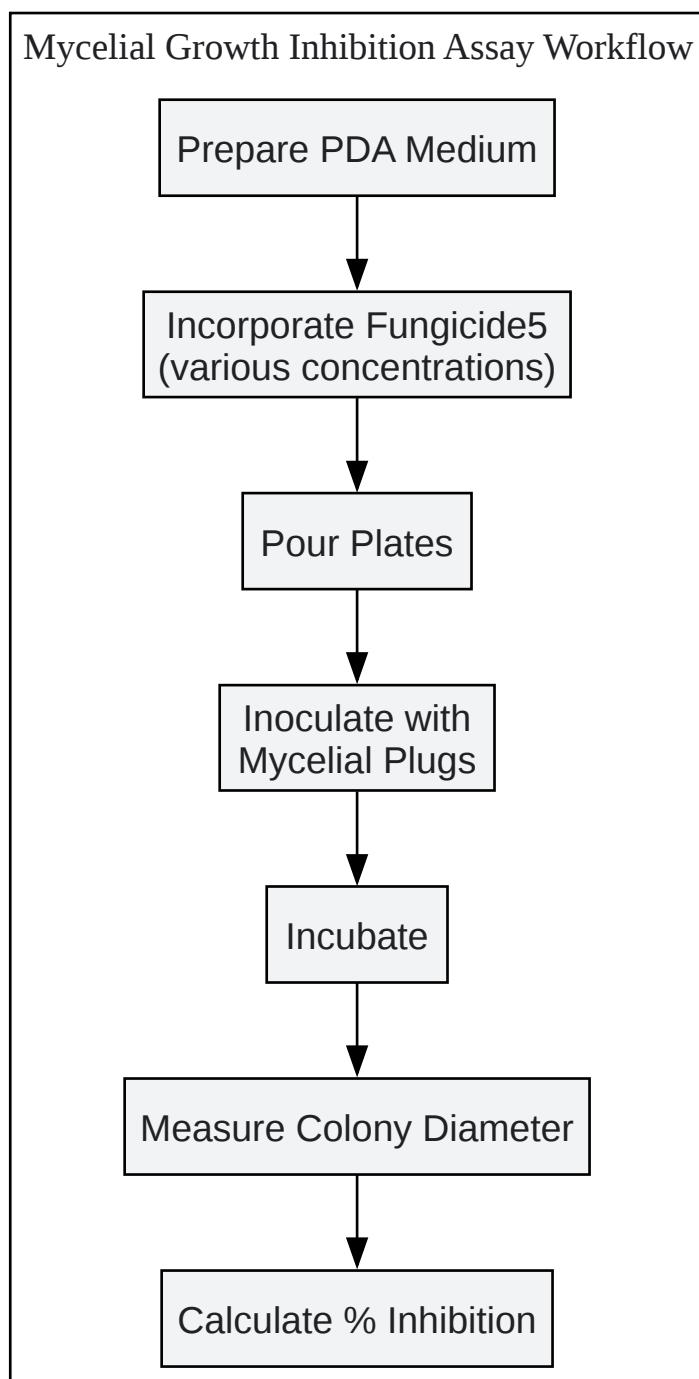 Mycelial Growth Inhibition Assay Workflow
Prepare PDA Medium
Incorporate Fungicide5
(various concentrations)
Pour Plates
Inoculate with
Mycelial Plugs
Incubate
Measure Colony Diameter
Calculate % Inhibition